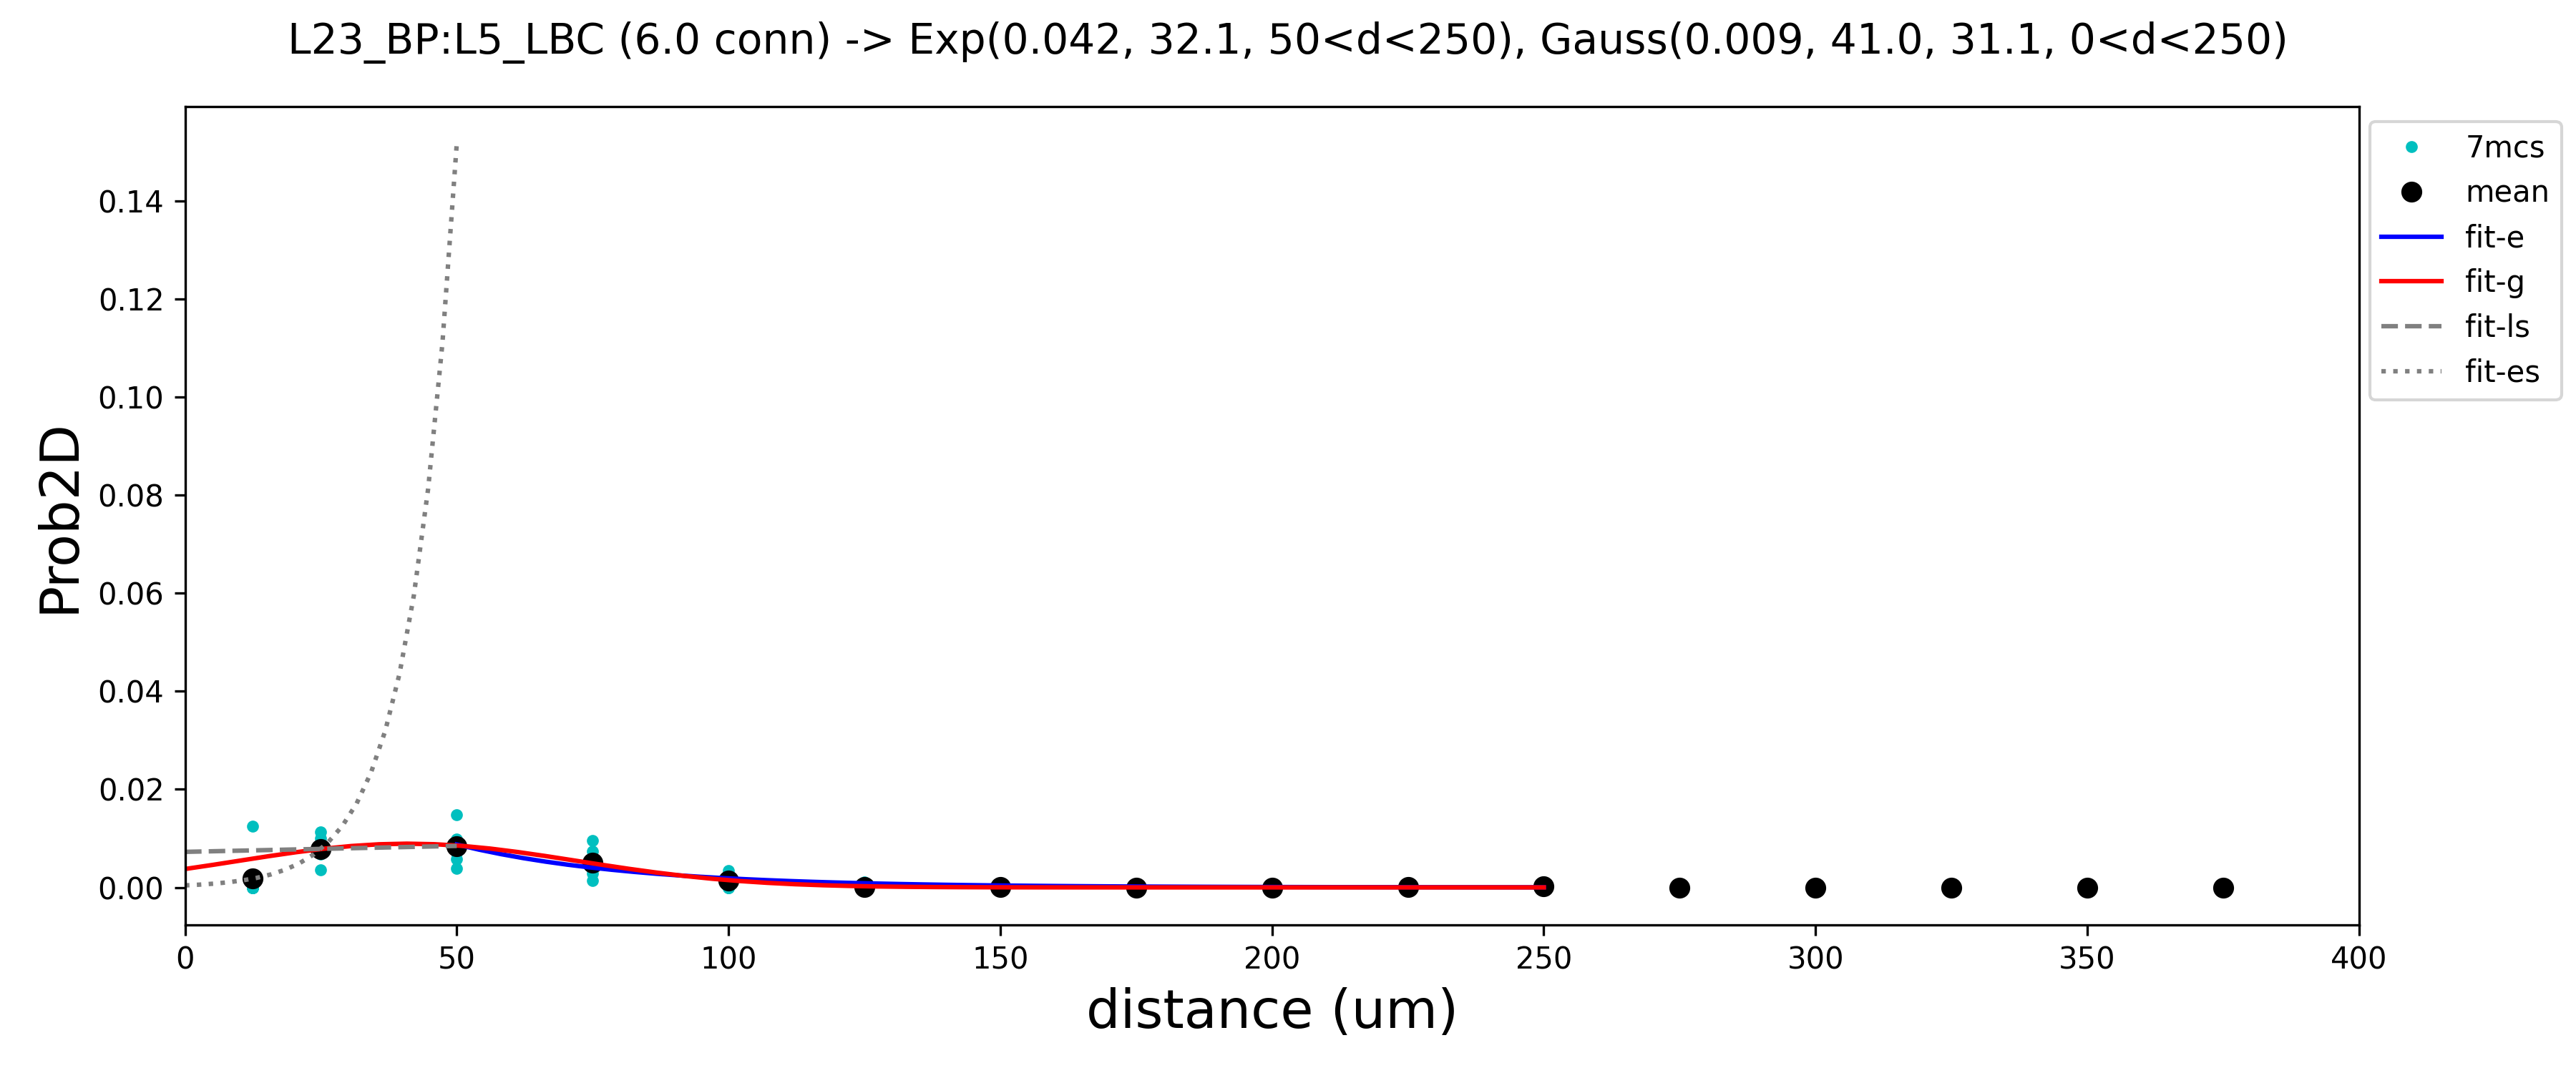 L23_BP:L5_LBC (6.0 conn) -> Exp(0.042, 32.1, 50<d<250), Gauss(0.009, 41.0, 31.1, 0<d<250)
7mcs
mean
fit-e
fit-g
fit-ls
fit-es
Prob2D
0.14
0.12
0.10
0.08
0.06
0.04
0.02
0.00
0 50 100 150 200 250 300 350 400
distance (um)